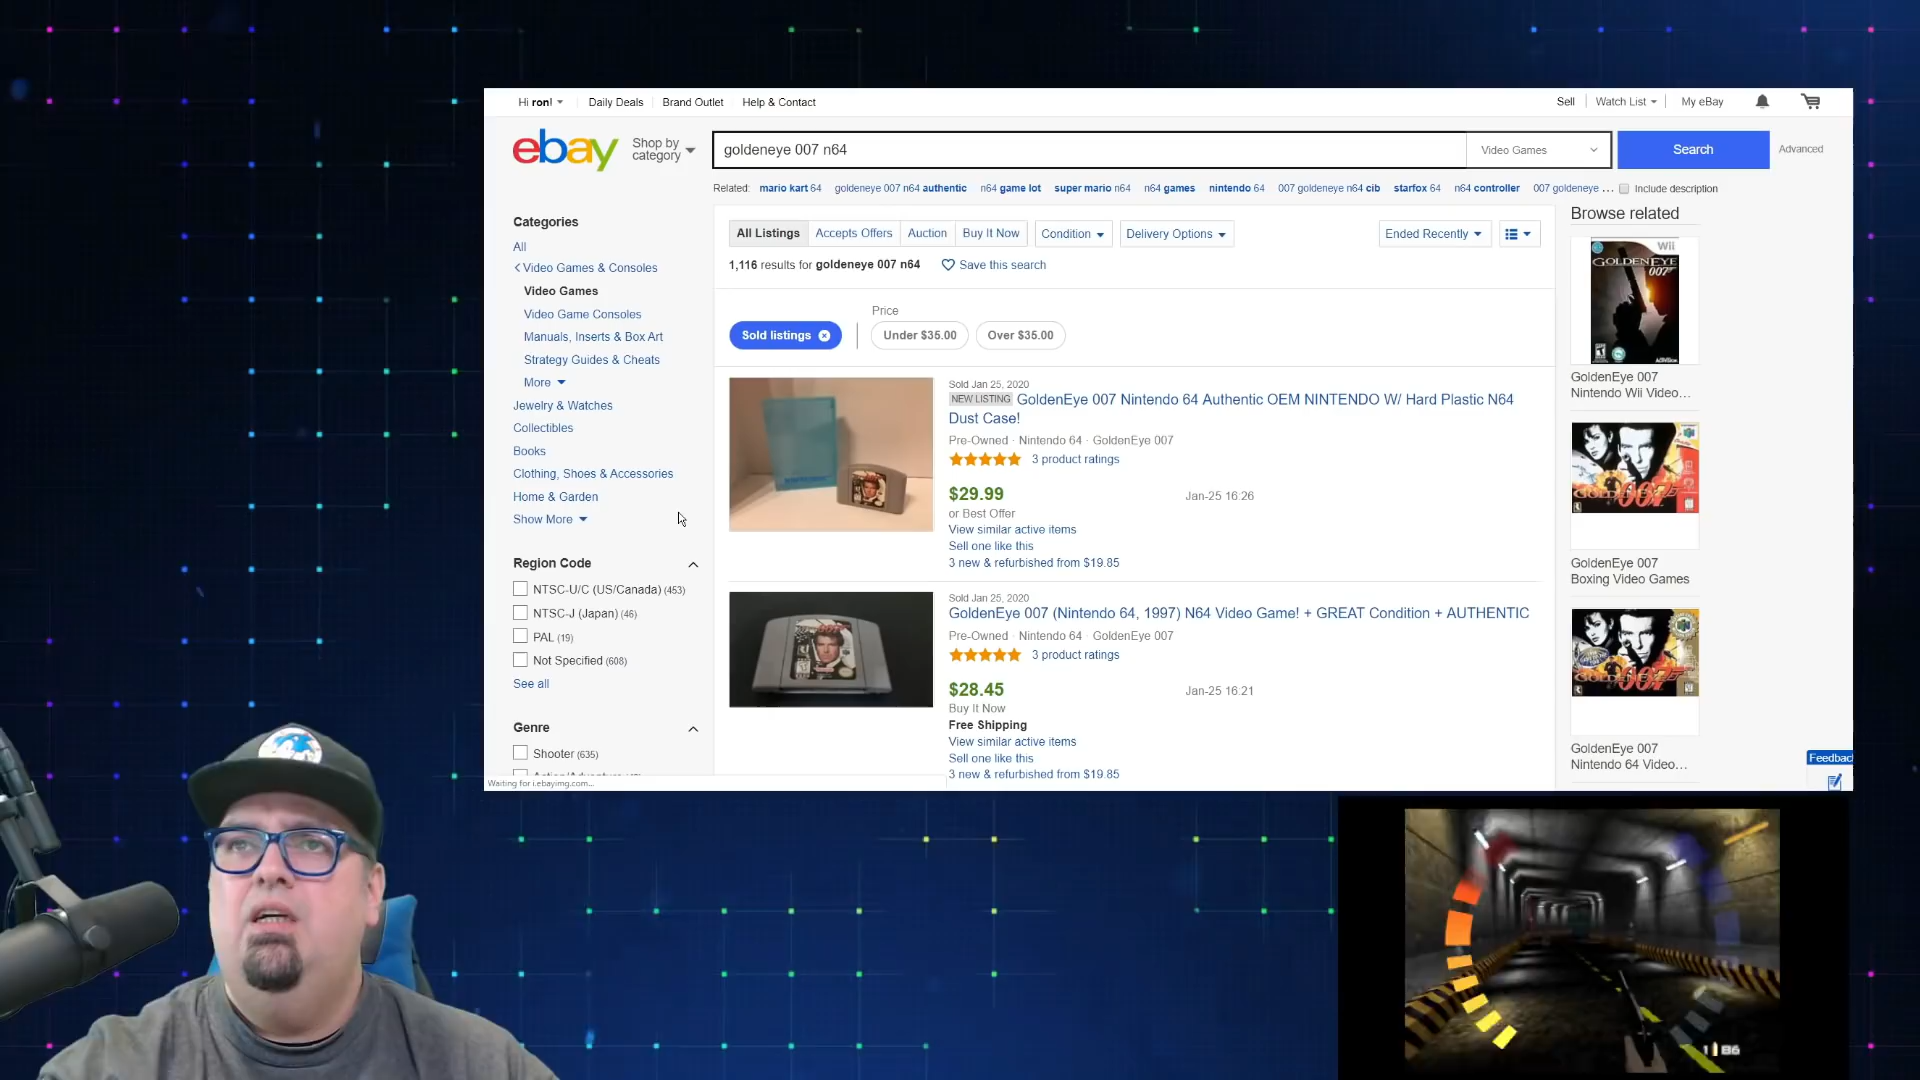 Hi ron!
Daily Deals
Brand Outlet
Help & Contact
Sell
Watch List
My eBay
ebay
Shop by
category
goldeneye 007 n64
Video Games
Search
Advanced
Related: mario kart 64 goldeneye 007 n64 authentic n64 game lot super mario n64 n64 games nintendo 64 007 goldeneye n64 cib starfox 64 n64 controller 007 goldeneye ...
Include description
Categories
All
Video Games & Consoles
Video Games
Video Game Consoles
Manuals, Inserts & Box Art
Strategy Guides & Cheats
More
Jewelry & Watches
Collectibles
Books
Clothing, Shoes & Accessories
Home & Garden
Show More
Region Code
NTSC-U/C (US/Canada) (453)
NTSC-J (Japan) (46)
PAL (19)
Not Specified (608)
See all
Genre
Shooter (635)
Waiting for i.ebayimg.com...
All Listings
Accepts Offers
Auction
Buy It Now
Condition
Delivery Options
Ended Recently
1,116 results for goldeneye 007 n64
Save this search
Price
Sold listings
Under $35.00
Over $35.00
Sold Jan 25, 2020
NEW LISTING GoldenEye 007 Nintendo 64 Authentic OEM NINTENDO W/ Hard Plastic N64
Dust Case!
Pre-Owned · Nintendo 64 · GoldenEye 007
3 product ratings
$29.99
Jan-25 16:26
or Best Offer
View similar active items
Sell one like this
3 new & refurbished from $19.85
Sold Jan 25, 2020
GoldenEye 007 (Nintendo 64, 1997) N64 Video Game! + GREAT Condition + AUTHENTIC
Pre-Owned · Nintendo 64 · GoldenEye 007
3 product ratings
$28.45
Jan-25 16:21
Buy It Now
Free Shipping
View similar active items
Sell one like this
3 new & refurbished from $19.85
Browse related
Wii
GOLDENEYE
007
GoldenEye 007
Nintendo Wii Video...
GOLDENEYE
007
GoldenEye 007
Boxing Video Games
GOLDENEYE
007
GoldenEye 007
Nintendo 64 Video...
Feedbac
1 86